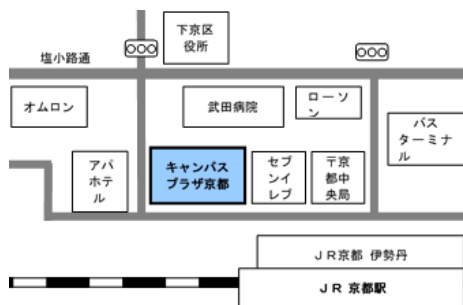 下京区
役所
塩小路通
オムロン
武田病院
ローソ
ン
バス
ターミナ
ル
アパ
ホテ
ル
キャンパス
プラザ京都
セブ
ンイ
レブ
〒京
都中
央局
JR京都 伊勢丹
JR 京都駅